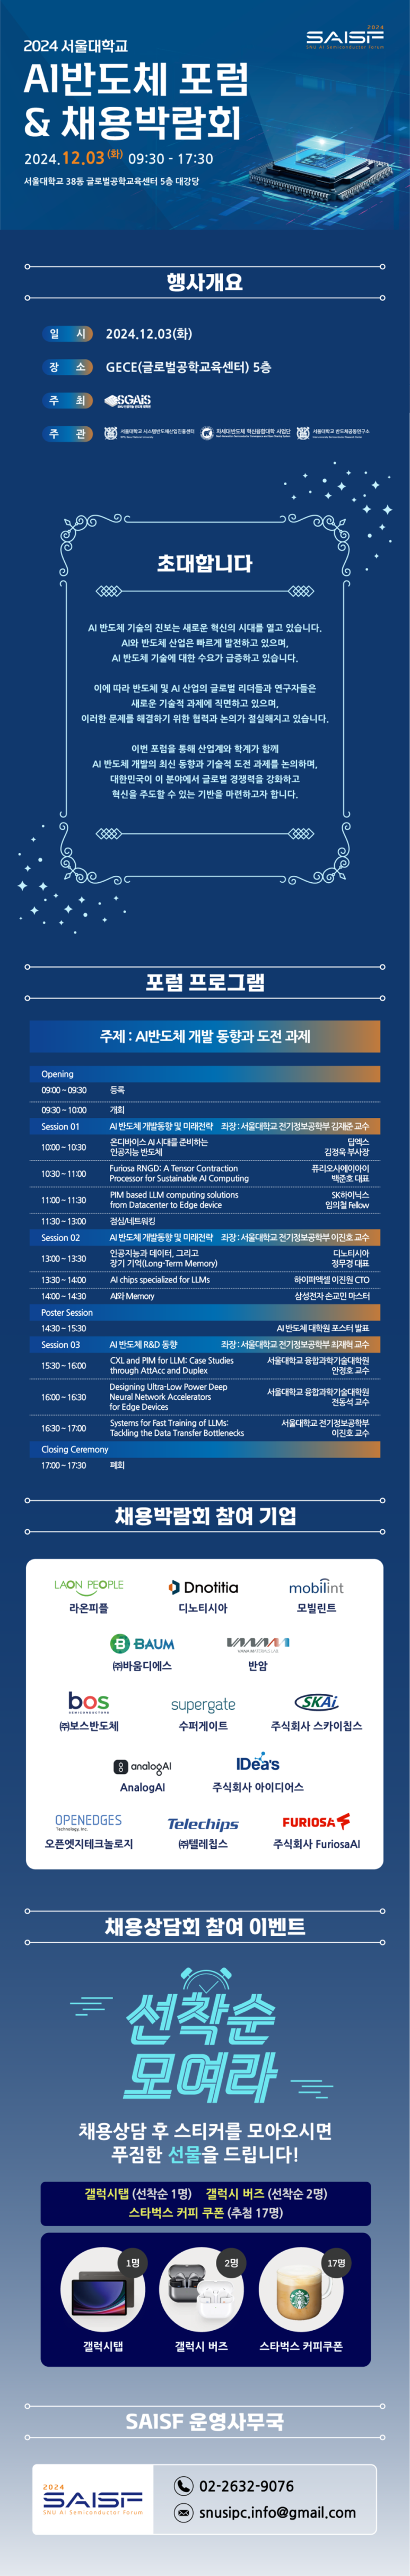 2024 서울대학교
2024
SAISF
SNU AI Semiconductor Forum
AI반도체 포럼
& 채용박람회
2024.12.03(화) 09:30 - 17:30
서울대학교 38동 글로벌공학교육센터 5층 대강당
행사개요
일 시 2024.12.03(화)
장 소 GECE(글로벌공학교육센터) 5층
주 최 SGAIS
주 관 서울대학교 시스템반도체산업진흥센터 차세대반도체 혁신융합대학 사업단 서울대학교 반도체공동연구소
초대합니다
AI 반도체 기술의 진보는 새로운 혁신의 시대를 열고 있습니다.
AI와 반도체 산업은 빠르게 발전하고 있으며,
AI 반도체 기술에 대한 수요가 급증하고 있습니다.
이에 따라 반도체 및 AI 산업의 글로벌 리더들과 연구자들은
새로운 기술적 과제에 직면하고 있으며,
이러한 문제를 해결하기 위한 협력과 논의가 절실해지고 있습니다.
이번 포럼을 통해 산업계와 학계가 함께
AI 반도체 개발의 최신 동향과 기술적 도전 과제를 논의하며,
대한민국이 이 분야에서 글로벌 경쟁력을 강화하고
혁신을 주도할 수 있는 기반을 마련하고자 합니다.
포럼 프로그램
주제 : AI반도체 개발 동향과 도전 과제
Opening
09:00 ~ 09:30 등록
09:30 ~ 10:00 개회
Session 01 AI 반도체 개발동향 및 미래전략 좌장 : 서울대학교 전기정보공학부 김재준 교수
10:00 ~ 10:30 온디바이스 AI 시대를 준비하는
인공지능 반도체
딥엑스
김정욱 부사장
10:30 ~ 11:00 Furiosa RNGD: A Tensor Contraction
Processor for Sustainable AI Computing
퓨리오사에이아이
백준호 대표
11:00 ~ 11:30 PIM based LLM computing solutions
from Datacenter to Edge device
SK하이닉스
임의철 Fellow
11:30 ~ 13:00 점심/네트워킹
Session 02 AI 반도체 개발동향 및 미래전략 좌장 : 서울대학교 전기정보공학부 이진호 교수
13:00 ~ 13:30 인공지능과 데이터, 그리고
장기 기억(Long-Term Memory)
디노티시아
정무경 대표
13:30 ~ 14:00 AI chips specialized for LLMs 하이퍼엑셀 이진원 CTO
14:00 ~ 14:30 AI와 Memory 삼성전자 손교민 마스터
Poster Session
14:30 ~ 15:30 AI 반도체 대학원 포스터 발표
Session 03 AI 반도체 R&D 동향 좌장 : 서울대학교 전기정보공학부 최재혁 교수
15:30 ~ 16:00 CXL and PIM for LLM: Case Studies
through AttAcc and Duplex
서울대학교 융합과학기술대학원
안정호 교수
16:00 ~ 16:30 Designing Ultra-Low Power Deep
Neural Network Accelerators
for Edge Devices
서울대학교 융합과학기술대학원
전동석 교수
16:30 ~ 17:00 Systems for Fast Training of LLMs:
Tackling the Data Transfer Bottlenecks
서울대학교 전기정보공학부
이진호 교수
Closing Ceremony
17:00 ~ 17:30 폐회
채용박람회 참여 기업
LAON PEOPLE Dnotitia mobilint
라온피플 디노티시아 모빌린트
BAUM
㈜바움디에스 반암
bos
SEMICONDUCTORS
supergate SKAi
㈜보스반도체 수퍼게이트 주식회사 스카이칩스
analogAI IDea's
AnalogAI 주식회사 아이디어스
OPENEDGES
Technology, Inc.
Telechips FURIOSA
오픈엣지테크놀로지 ㈜텔레칩스 주식회사 FuriosaAI
채용상담회 참여 이벤트
선착순
모여라
채용상담 후 스티커를 모아오시면
푸짐한 선물을 드립니다!
갤럭시탭 (선착순 1명) 갤럭시 버즈 (선착순 2명)
스타벅스 커피 쿠폰 (추첨 17명)
1명 2명 17명
갤럭시탭 갤럭시 버즈 스타벅스 커피쿠폰
SAISF 운영사무국
2024
SAISF
SNU AI Semiconductor Forum
02-2632-9076
snusipc.info@gmail.com